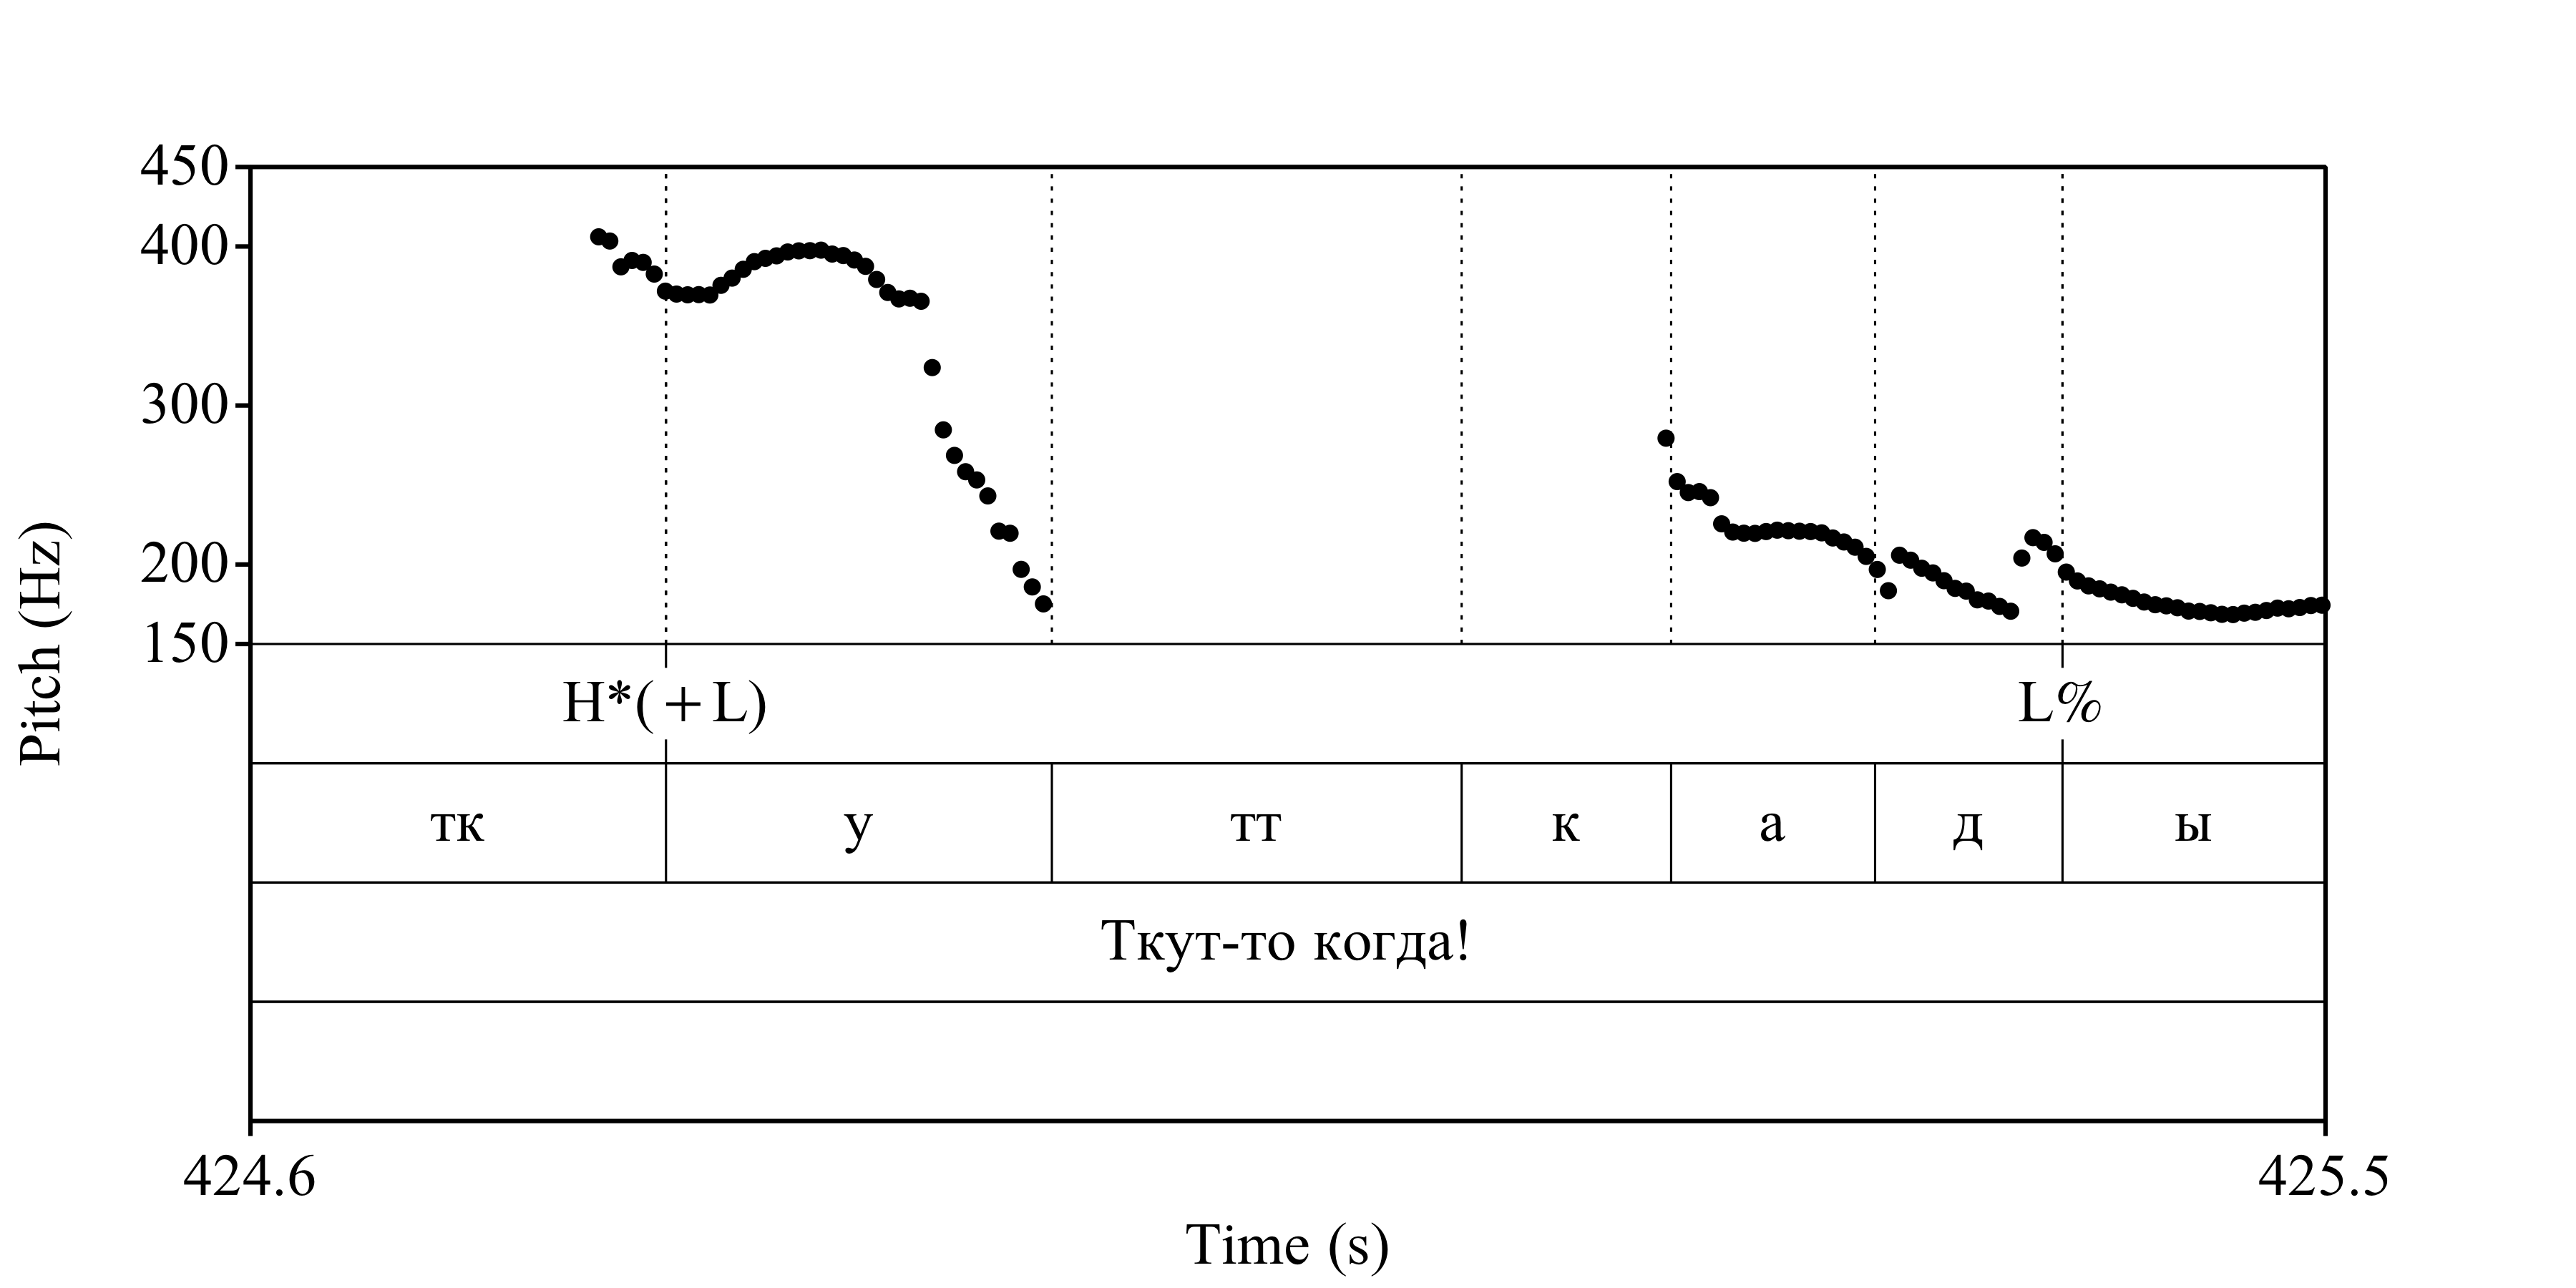 450
400
300
200
150
Pitch (Hz)
H*(+L) L%
тк у тт к а д ы
Ткут-то когда!
424.6 425.5
Time (s)